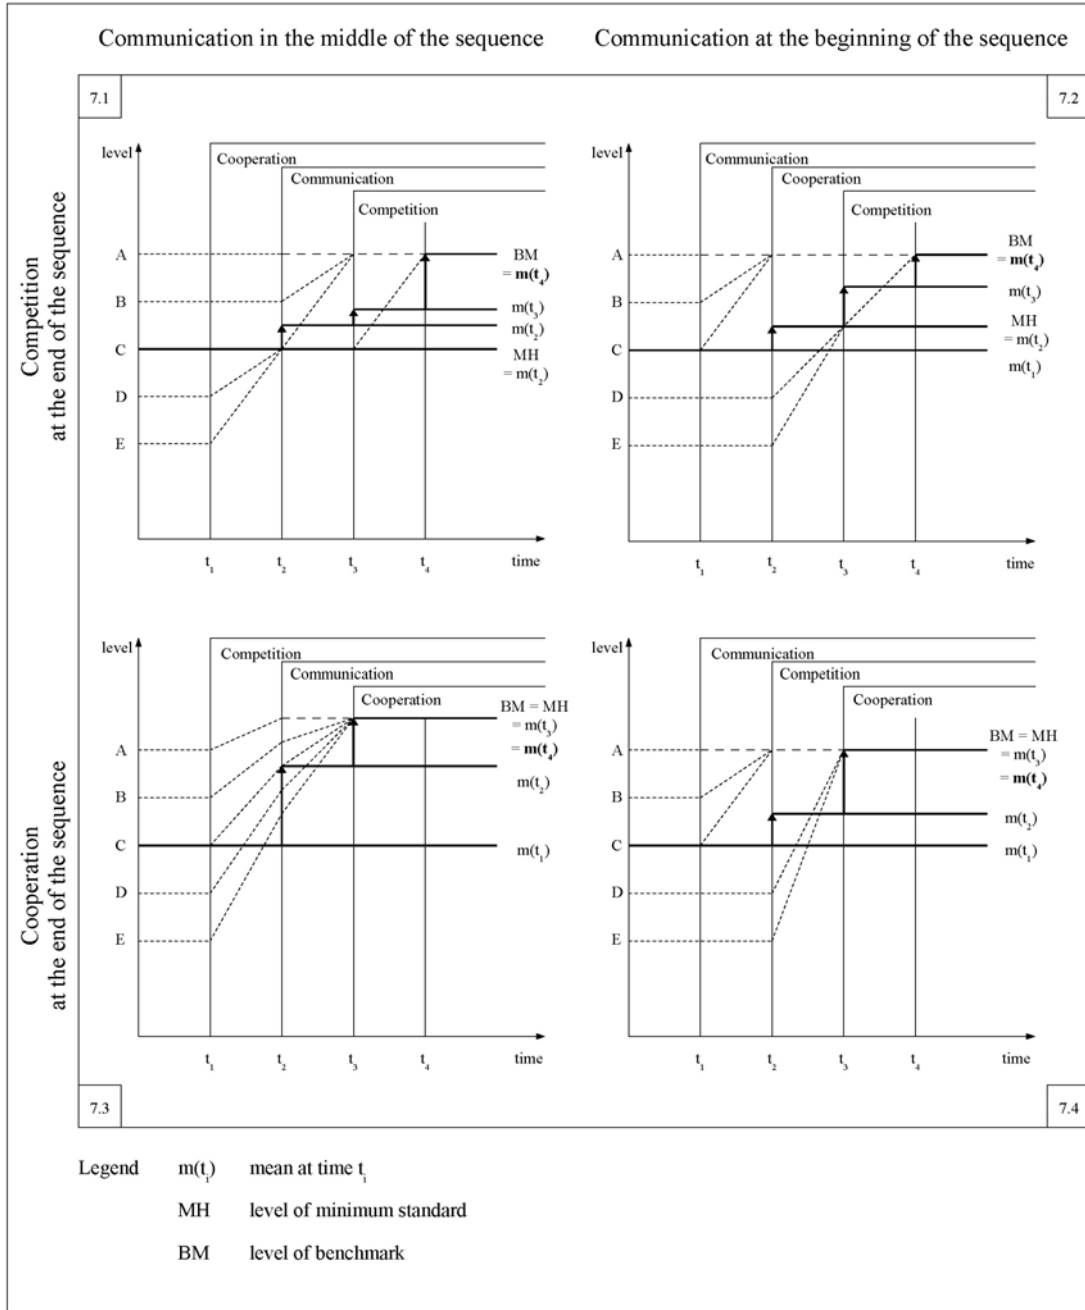 Communication in the middle of the sequence
Communication at the beginning of the sequence
Competition
at the end of the sequence
7.1
level
Cooperation
Communication
Competition
A
B
C
D
E
BM
= m(t₄)
m(t₃)
m(t₂)
MH
= m(t₂)
t₁
t₂
t₃
t₄
time
7.2
level
Communication
Cooperation
Competition
A
B
C
D
E
BM
= m(t₄)
m(t₃)
MH
= m(t₂)
m(t₁)
t₁
t₂
t₃
t₄
time
Cooperation
at the end of the sequence
level
Competition
Communication
Cooperation
A
B
C
D
E
BM = MH
= m(t₃)
= m(t₄)
m(t₂)
m(t₁)
t₁
t₂
t₃
t₄
time
7.3
level
Communication
Competition
Cooperation
A
B
C
D
E
BM = MH
= m(t₃)
= m(t₄)
m(t₂)
m(t₁)
t₁
t₂
t₃
t₄
time
7.4
Legend m(tᵢ) mean at time tᵢ
MH level of minimum standard
BM level of benchmark